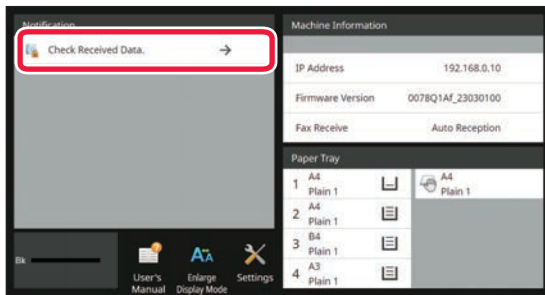 Notification
Check Received Data.
Bk
User's
Manual
Enlarge
Display Mode
Settings
Machine Information
IP Address 192.168.0.10
Firmware Version 0078Q1Af_23030100
Fax Receive Auto Reception
Paper Tray
1 A4
Plain 1
A4
Plain 1
2 A4
Plain 1
3 B4
Plain 1
4 A3
Plain 1